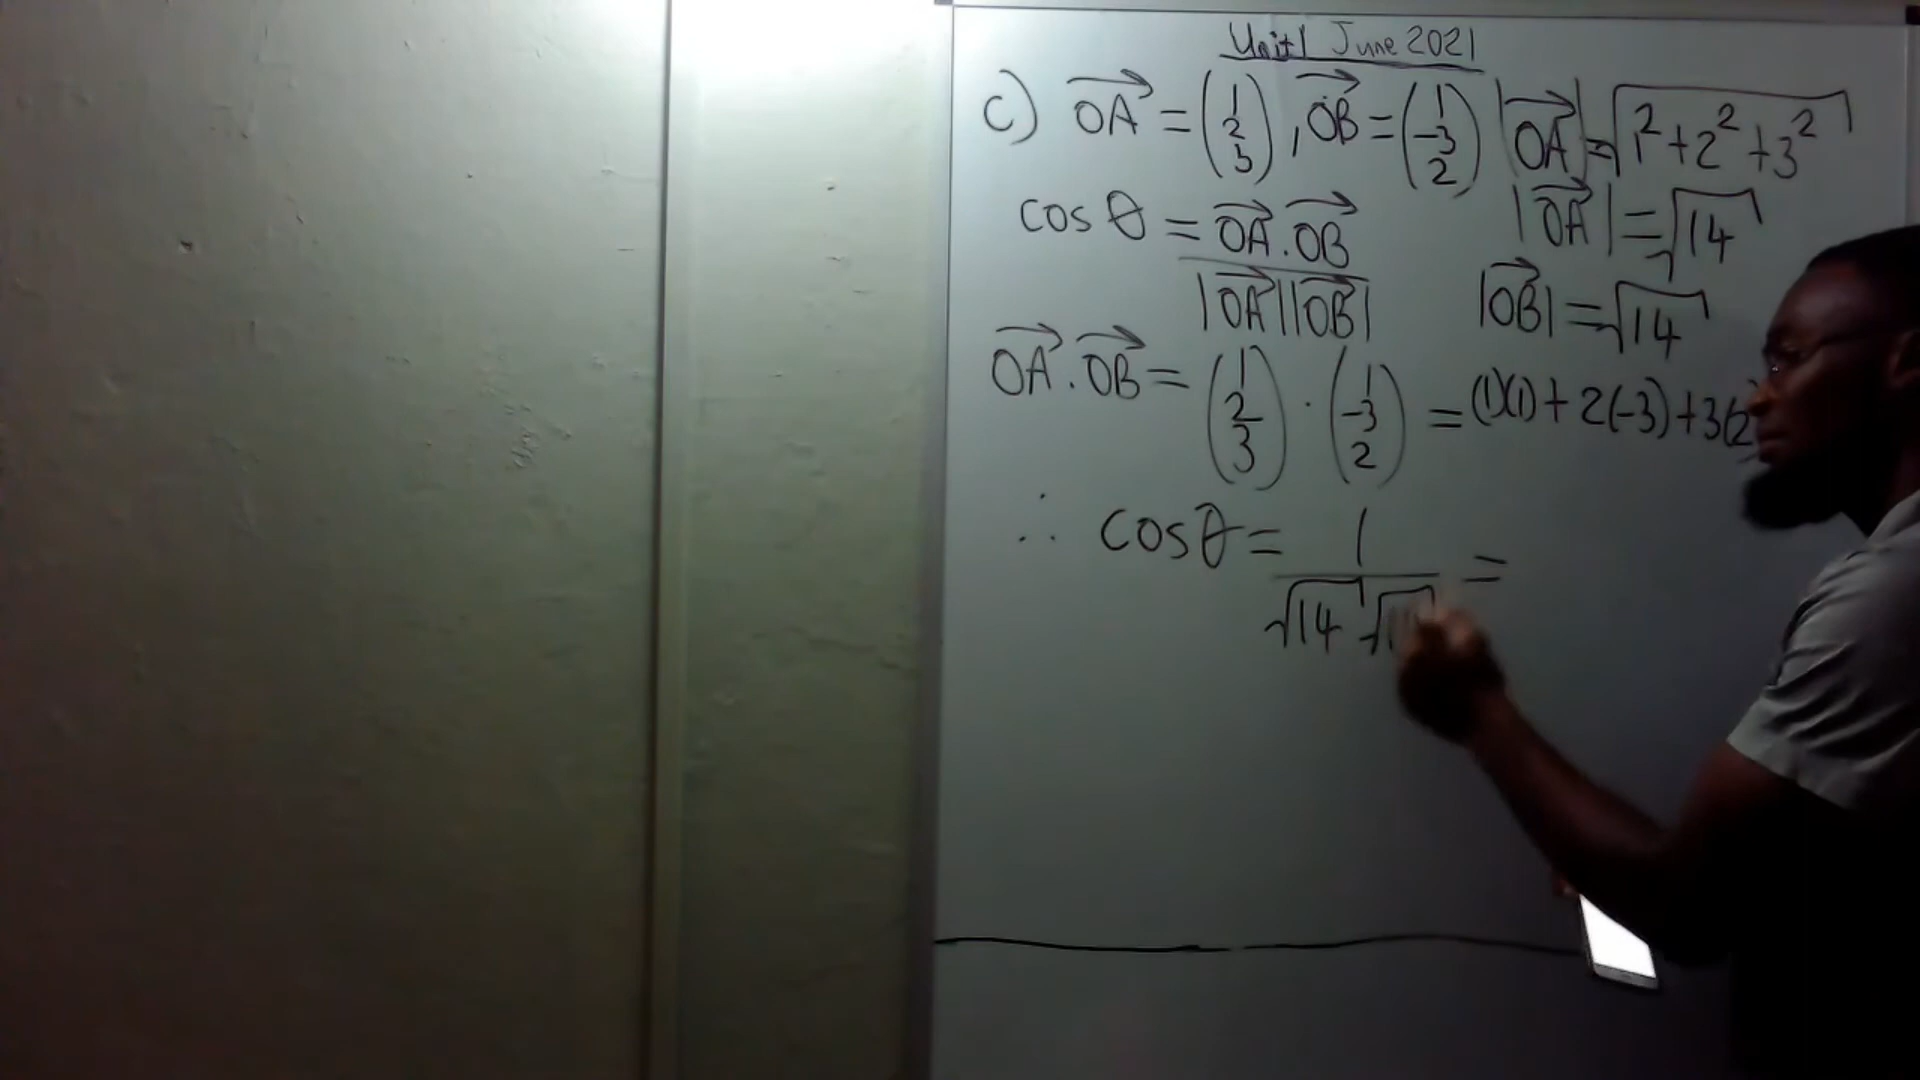 Unit 1 June 2021
c) OA→ = (1 2 3), OB→ = (1 -3 2) |OA→| = √(1² + 2² + 3²)
|OA→| = √14
cos θ = OA→ . OB→ / |OA→||OB→|
|OB→| = √14
OA→ . OB→ = (1 2 3) · (1 -3 2) = (1)(1) + 2(-3) + 3(2)
∴ cos θ = 1 / √14 √14 =